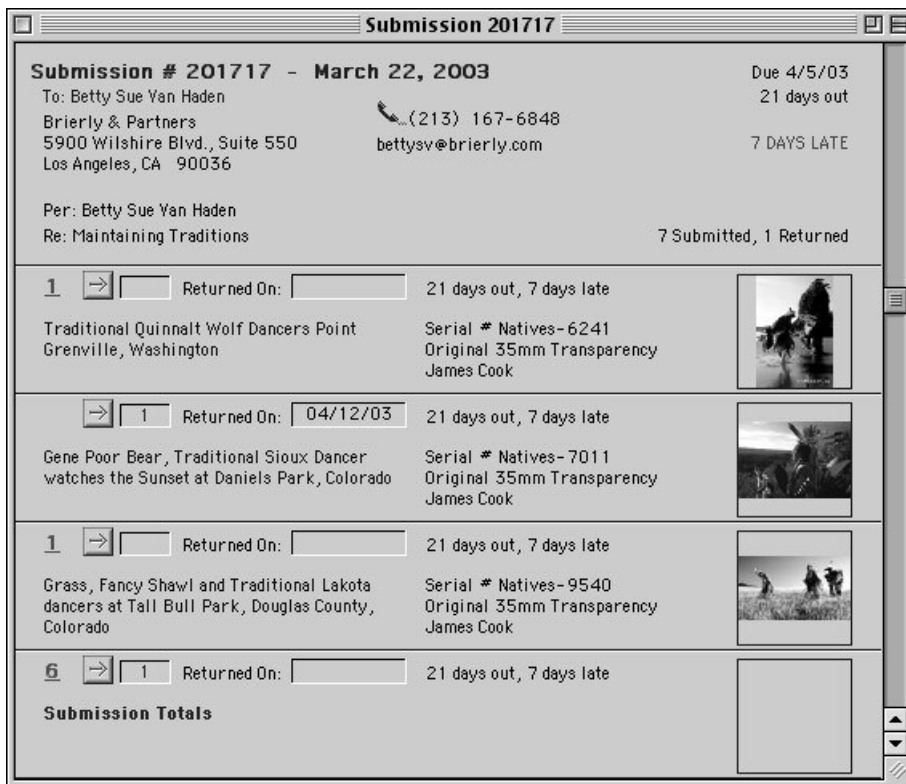 Submission 201717
Submission # 201717 - March 22, 2003
Due 4/5/03
To: Betty Sue Van Haden
21 days out
Brierly & Partners
(213) 167-6848
5900 Wilshire Blvd., Suite 550
bettysv@brierly.com
7 DAYS LATE
Los Angeles, CA 90036
Per: Betty Sue Van Haden
Re: Maintaining Traditions
7 Submitted, 1 Returned
1 Returned On: 21 days out, 7 days late
Traditional Quinnalt Wolf Dancers Point
Grenville, Washington
Serial # Natives-6241
Original 35mm Transparency
James Cook
1 Returned On: 04/12/03 21 days out, 7 days late
Gene Poor Bear, Traditional Sioux Dancer
watches the Sunset at Daniels Park, Colorado
Serial # Natives-7011
Original 35mm Transparency
James Cook
1 Returned On: 21 days out, 7 days late
Grass, Fancy Shawl and Traditional Lakota
dancers at Tall Bull Park, Douglas County,
Colorado
Serial # Natives-9540
Original 35mm Transparency
James Cook
6 1 Returned On: 21 days out, 7 days late
Submission Totals